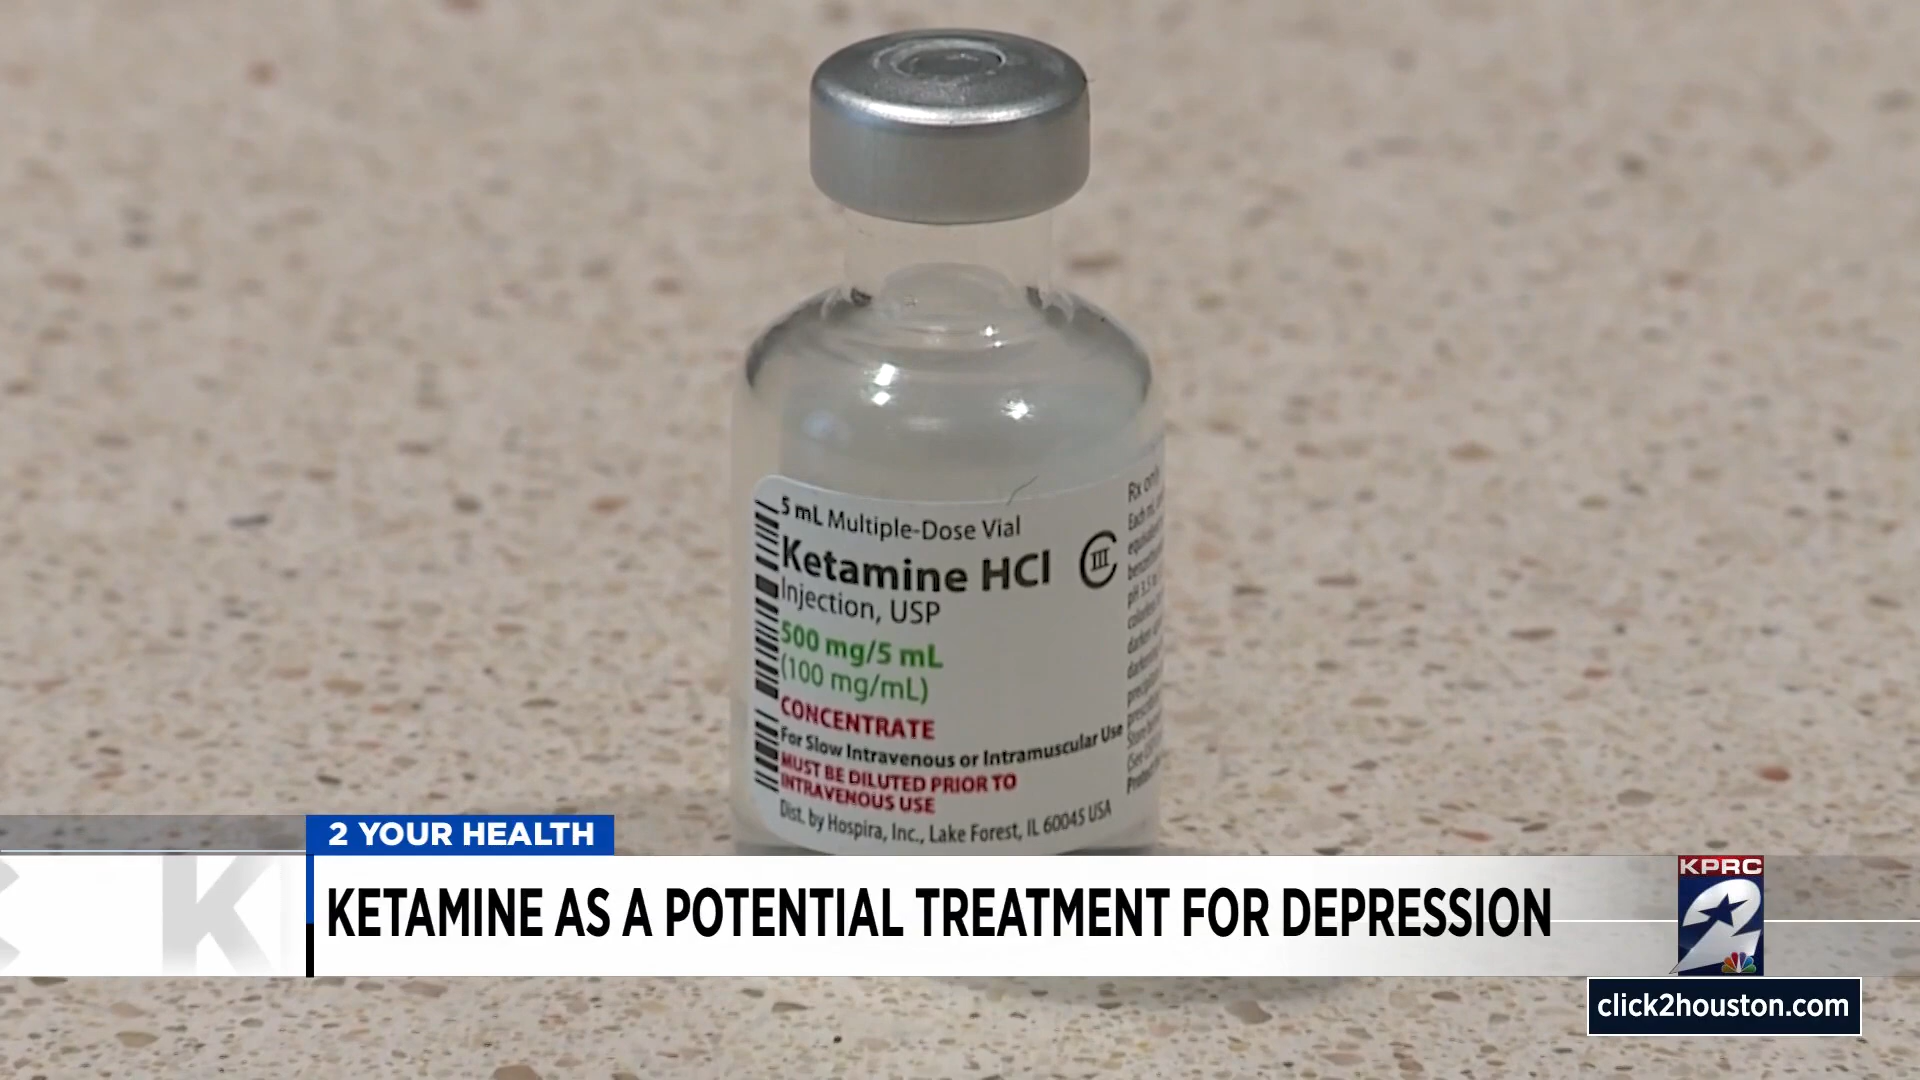 5 mL Multiple-Dose Vial
Ketamine HCl
CIII
Injection, USP
500 mg/5 mL
(100 mg/mL)
CONCENTRATE
For Slow Intravenous or Intramuscular Use
MUST BE DILUTED PRIOR TO
INTRAVENOUS USE
Dist. by Hospira, Inc., Lake Forest, IL 60045 USA
Rx only
Each mL
2 YOUR HEALTH
KETAMINE AS A POTENTIAL TREATMENT FOR DEPRESSION
KPRC
2
click2houston.com